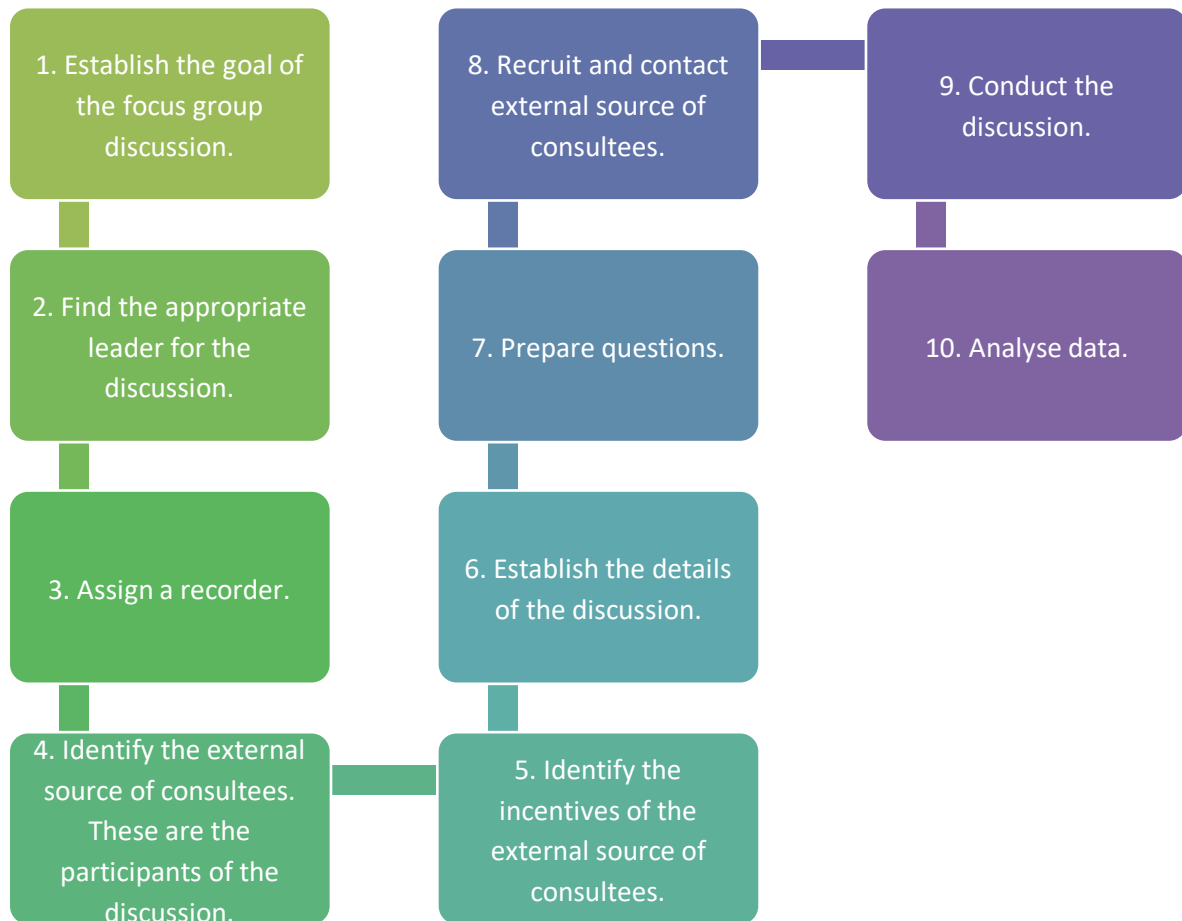 1. Establish the goal of
the focus group
discussion.
2. Find the appropriate
leader for the
discussion.
3. Assign a recorder.
4. Identify the external
source of consultees.
These are the
participants of the
discussion.
5. Identify the
incentives of the
external source of
consultees.
6. Establish the details
of the discussion.
7. Prepare questions.
8. Recruit and contact
external source of
consultees.
9. Conduct the
discussion.
10. Analyse data.